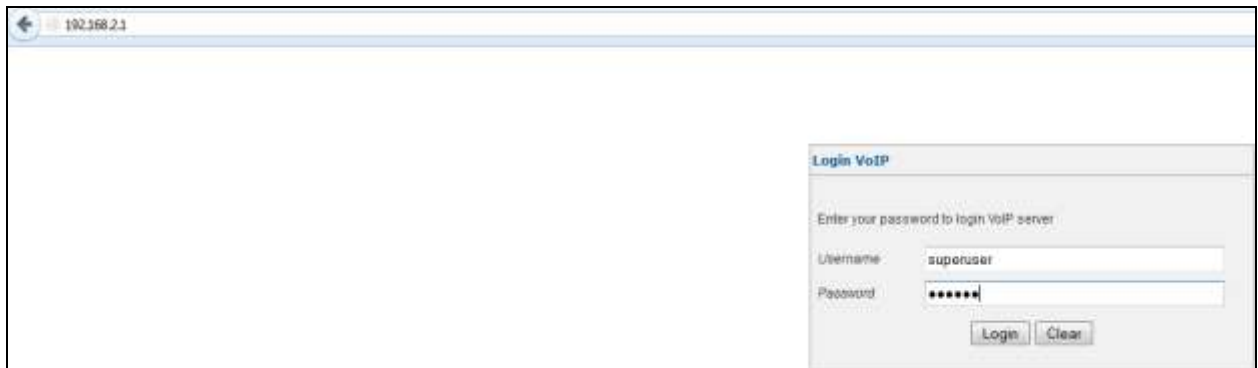 192.168.2.1
Login VoIP
Enter your password to login VoIP server
Username superuser
Password ●●●●●●
Login Clear